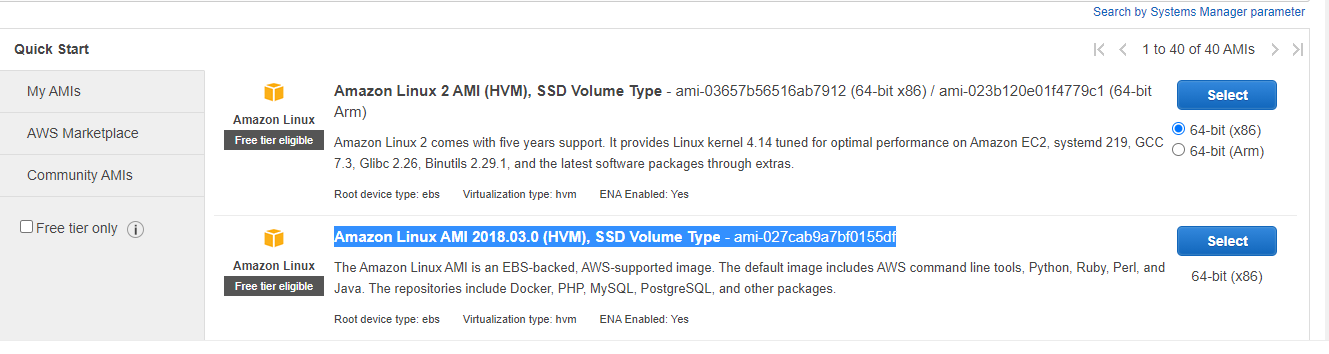 Search by Systems Manager parameter
Quick Start
1 to 40 of 40 AMIs
My AMIs
AWS Marketplace
Community AMIs
Free tier only
Amazon Linux
Free tier eligible
Amazon Linux 2 AMI (HVM), SSD Volume Type - ami-03657b56516ab7912 (64-bit x86) / ami-023b120e01f4779c1 (64-bit
Arm)
Amazon Linux 2 comes with five years support. It provides Linux kernel 4.14 tuned for optimal performance on Amazon EC2, systemd 219, GCC
7.3, Glibc 2.26, Binutils 2.29.1, and the latest software packages through extras.
Root device type: ebs Virtualization type: hvm ENA Enabled: Yes
Select
64-bit (x86)
64-bit (Arm)
Amazon Linux
Free tier eligible
Amazon Linux AMI 2018.03.0 (HVM), SSD Volume Type - ami-027cab9a7bf0155df
The Amazon Linux AMI is an EBS-backed, AWS-supported image. The default image includes AWS command line tools, Python, Ruby, Perl, and
Java. The repositories include Docker, PHP, MySQL, PostgreSQL, and other packages.
Root device type: ebs Virtualization type: hvm ENA Enabled: Yes
Select
64-bit (x86)